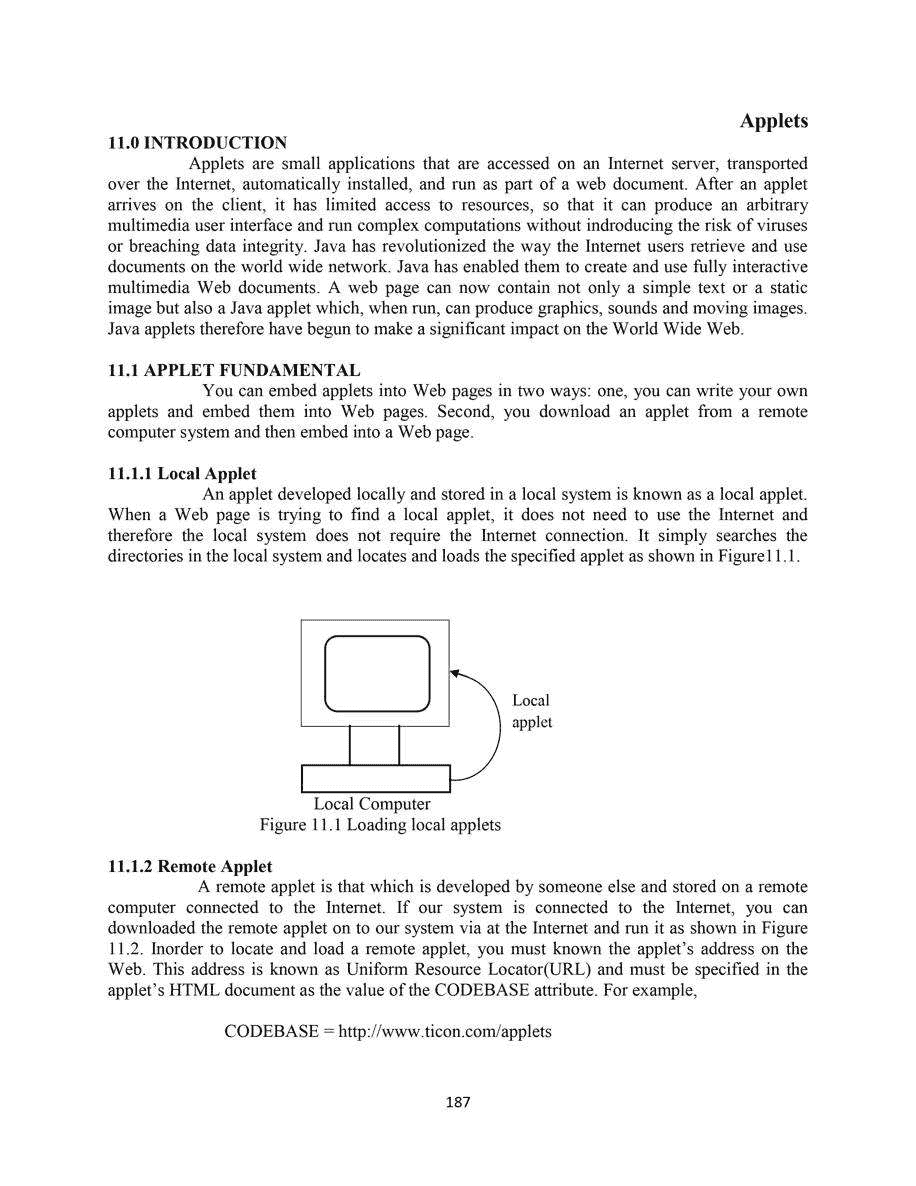 Applets
11.0 INTRODUCTION
Applets are small applications that are accessed on an Internet server, transported
over the Internet, automatically installed, and run as part of a web document. After an applet
arrives on the client, it has limited access to resources, so that it can produce an arbitrary
multimedia user interface and run complex computations without indroducing the risk of viruses
or breaching data integrity. Java has revolutionized the way the Internet users retrieve and use
documents on the world wide network. Java has enabled them to create and use fully interactive
multimedia Web documents. A web page can now contain not only a simple text or a static
image but also a Java applet which, when run, can produce graphics, sounds and moving images.
Java applets therefore have begun to make a significant impact on the World Wide Web.
11.1 APPLET FUNDAMENTAL
You can embed applets into Web pages in two ways: one, you can write your own
applets and embed them into Web pages. Second, you download an applet from a remote
computer system and then embed into a Web page.
11.1.1 Local Applet
An applet developed locally and stored in a local system is known as a local applet.
When a Web page is trying to find a local applet, it does not need to use the Internet and
therefore the local system does not require the Internet connection. It simply searches the
directories in the local system and locates and loads the specified applet as shown in Figure11.1.
Local
applet
Local Computer
Figure 11.1 Loading local applets
11.1.2 Remote Applet
A remote applet is that which is developed by someone else and stored on a remote
computer connected to the Internet. If our system is connected to the Internet, you can
downloaded the remote applet on to our system via at the Internet and run it as shown in Figure
11.2. Inorder to locate and load a remote applet, you must known the applet’s address on the
Web. This address is known as Uniform Resource Locator(URL) and must be specified in the
applet’s HTML document as the value of the CODEBASE attribute. For example,
CODEBASE = http://www.ticon.com/applets
187